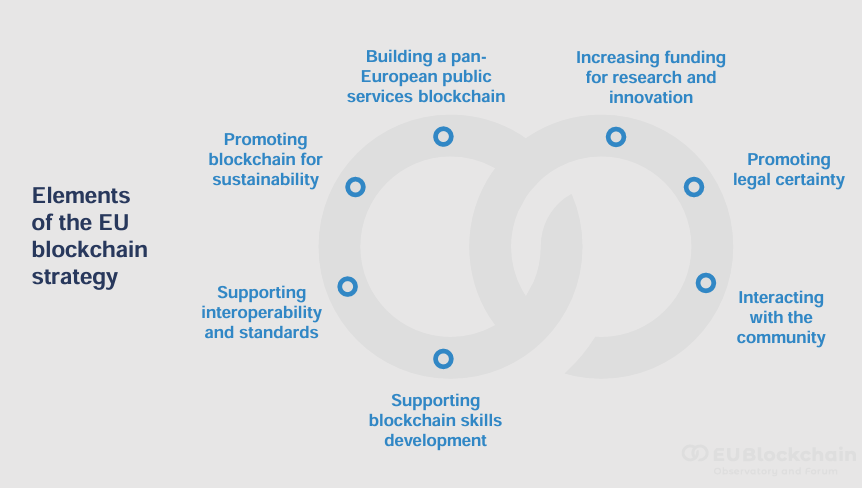 Elements
of the EU
blockchain
strategy
Building a pan-
European public
services blockchain
Increasing funding
for research and
innovation
Promoting
blockchain for
sustainability
Promoting
legal certainty
Supporting
interoperability
and standards
Interacting
with the
community
Supporting
blockchain skills
development
EUBlockchain
Observatory and Forum